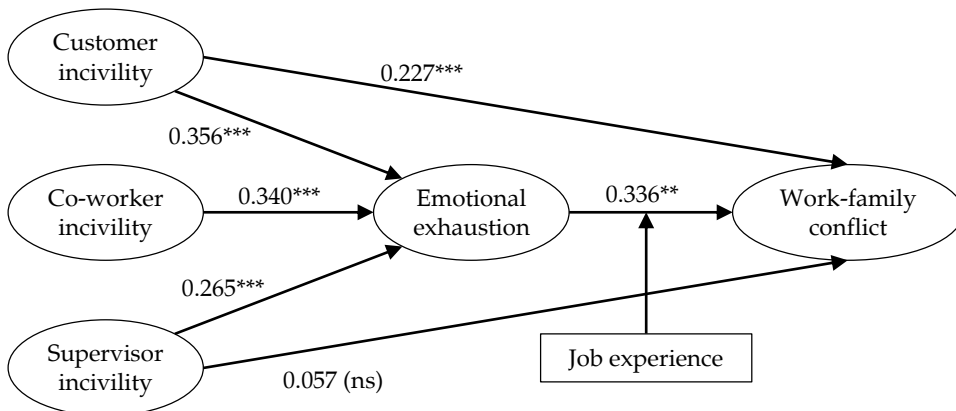 Customer
incivility
0.227***
0.356***
Co-worker
incivility
0.340***
Emotional
exhaustion
0.336**
Work-family
conflict
0.265***
Supervisor
incivility
0.057 (ns)
Job experience